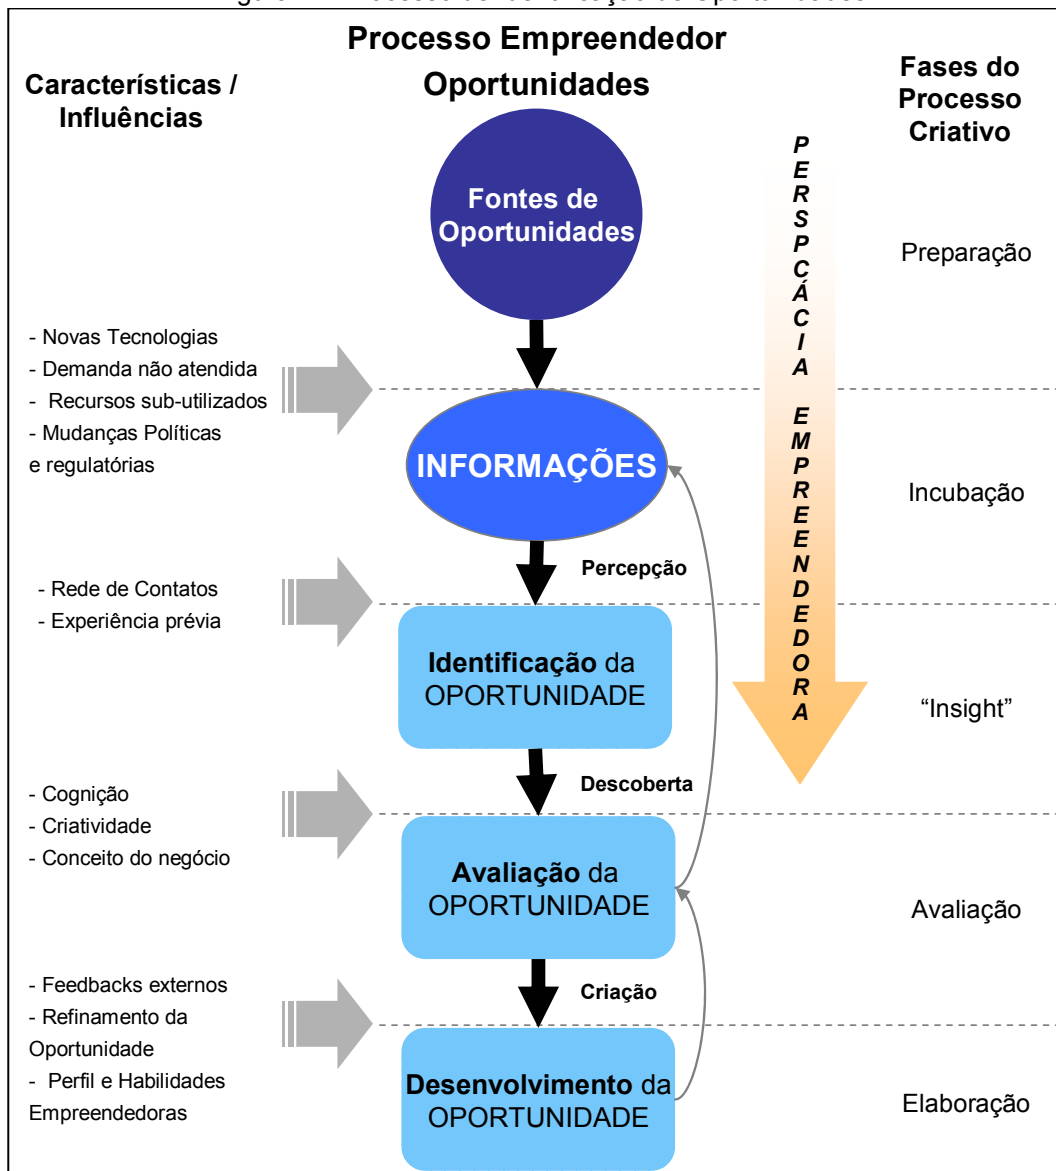 Processo Empreendedor
Oportunidades
Características /
Influências
Fases do
Processo
Criativo
Fontes de
Oportunidades
PERSPCÁCIA EMPREENDEDORA
Preparação
- Novas Tecnologias
- Demanda não atendida
- Recursos sub-utilizados
- Mudanças Políticas
e regulatórias
INFORMAÇÕES
Incubação
Percepção
- Rede de Contatos
- Experiência prévia
Identificação da
OPORTUNIDADE
“Insight”
Descoberta
- Cognição
- Criatividade
- Conceito do negócio
Avaliação da
OPORTUNIDADE
Avaliação
Criação
- Feedbacks externos
- Refinamento da
Oportunidade
- Perfil e Habilidades
Empreendedoras
Desenvolvimento da
OPORTUNIDADE
Elaboração